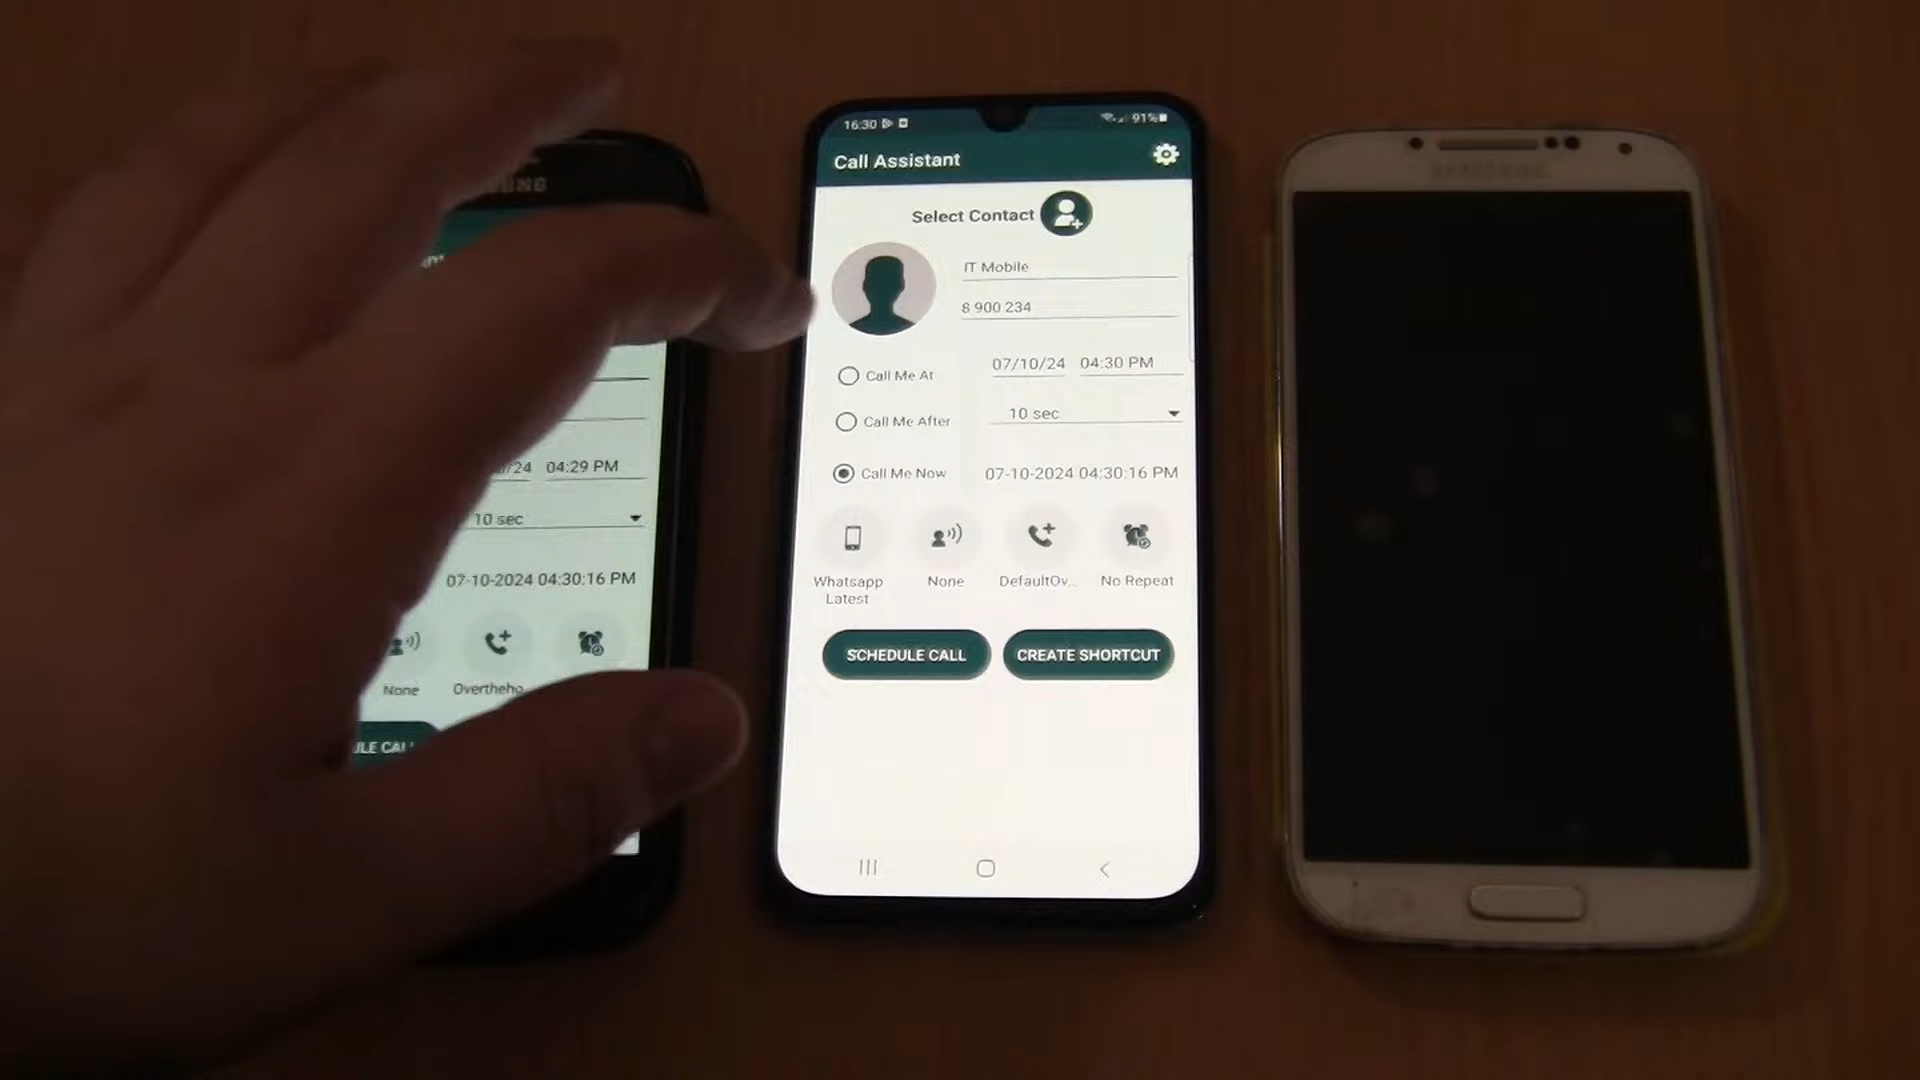 04:29 PM
10 sec
07-10-2024 04:30:16 PM
None
16:30
91%
Call Assistant
Select Contact
IT Mobile
8 900 234
Call Me At
07/10/24 04:30 PM
Call Me After
10 sec
Call Me Now
07-10-2024 04:30:16 PM
Whatsapp
Latest
None
DefaultOv...
No Repeat
SCHEDULE CALL
CREATE SHORTCUT
SAMSUNG